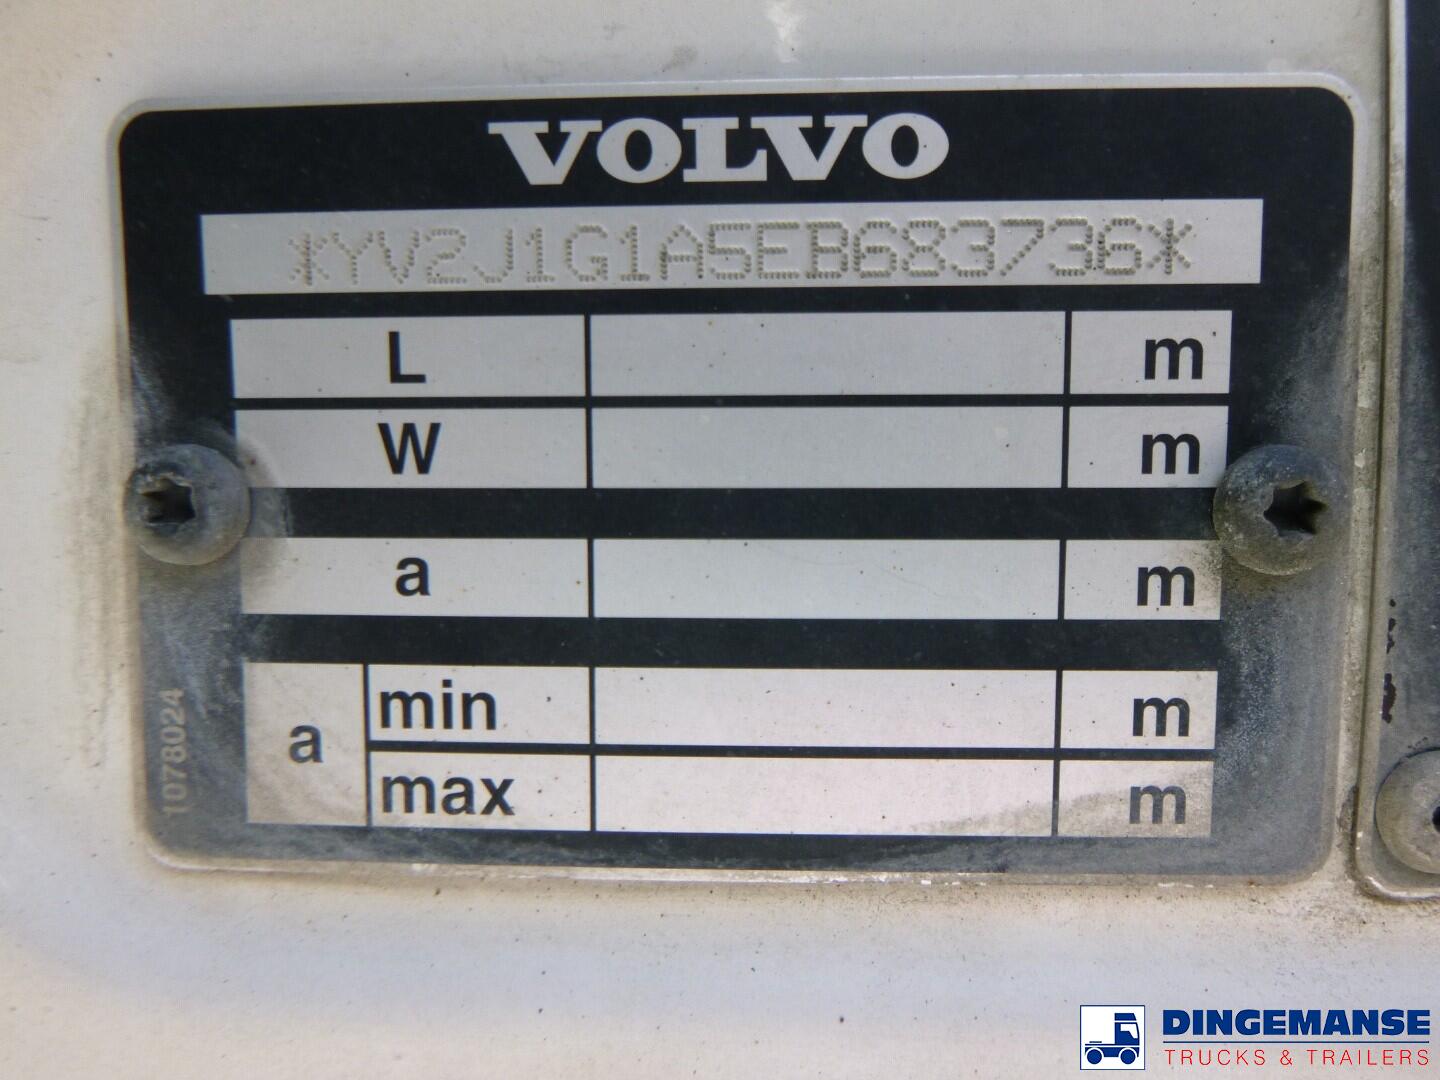 VOLVO
*YV2J1G1A5EB683736*
L m
W m
a m
a min m
max m
1078024
DINGEMANSE
TRUCKS & TRAILERS